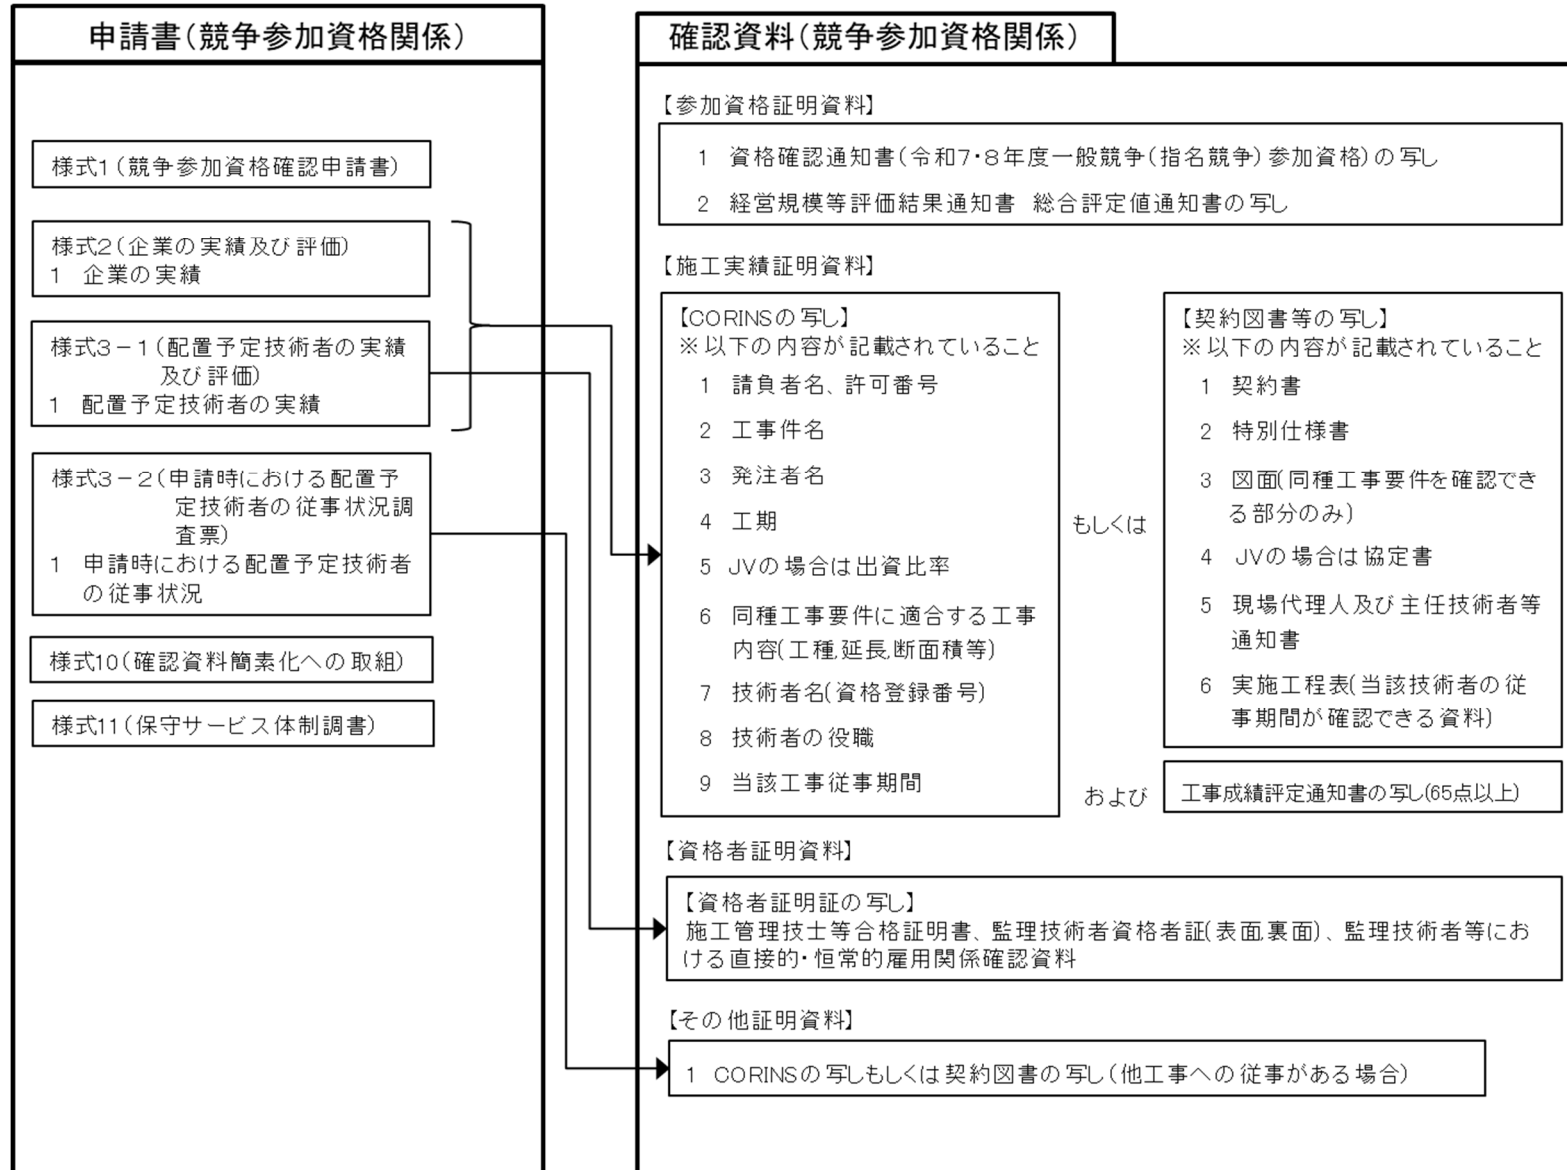 申請書(競争参加資格関係)
様式1(競争参加資格確認申請書)
様式2(企業の実績及び評価)
1 企業の実績
様式3-1(配置予定技術者の実績
及び評価)
1 配置予定技術者の実績
様式3-2(申請時における配置予
定技術者の従事状況調
査票)
1 申請時における配置予定技術者
の従事状況
様式10(確認資料簡素化への取組)
様式11(保守サービス体制調書)
確認資料(競争参加資格関係)
【参加資格証明資料】
1 資格確認通知書(令和7・8年度一般競争(指名競争)参加資格)の写し
2 経営規模等評価結果通知書 総合評定値通知書の写し
【施工実績証明資料】
【CORINSの写し】
※以下の内容が記載されていること
1 請負者名、許可番号
2 工事件名
3 発注者名
4 工期
5 JVの場合は出資比率
6 同種工事要件に適合する工事
内容(工種,延長,断面積等)
7 技術者名(資格登録番号)
8 技術者の役職
9 当該工事従事期間
もしくは
【契約図書等の写し】
※以下の内容が記載されていること
1 契約書
2 特別仕様書
3 図面(同種工事要件を確認でき
る部分のみ)
4 JVの場合は協定書
5 現場代理人及び主任技術者等
通知書
6 実施工程表(当該技術者の従
事期間が確認できる資料)
および
工事成績評定通知書の写し(65点以上)
【資格者証明資料】
【資格者証明証の写し】
施工管理技士等合格証明書、監理技術者資格者証(表面,裏面)、監理技術者等にお
ける直接的・恒常的雇用関係確認資料
【その他証明資料】
1 CORINSの写しもしくは契約図書の写し(他工事への従事がある場合)